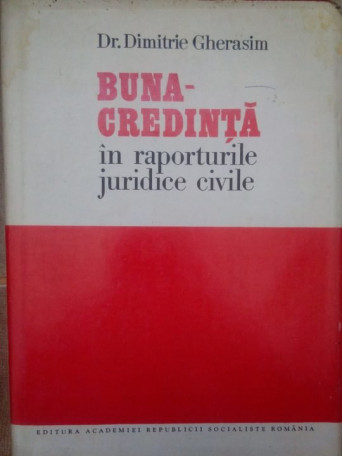 Dr. Dimitrie Gherasim
BUNA-
CREDINȚĂ
în raporturile
juridice civile
EDITURA ACADEMIEI REPUBLICII SOCIALISTE ROMÂNIA